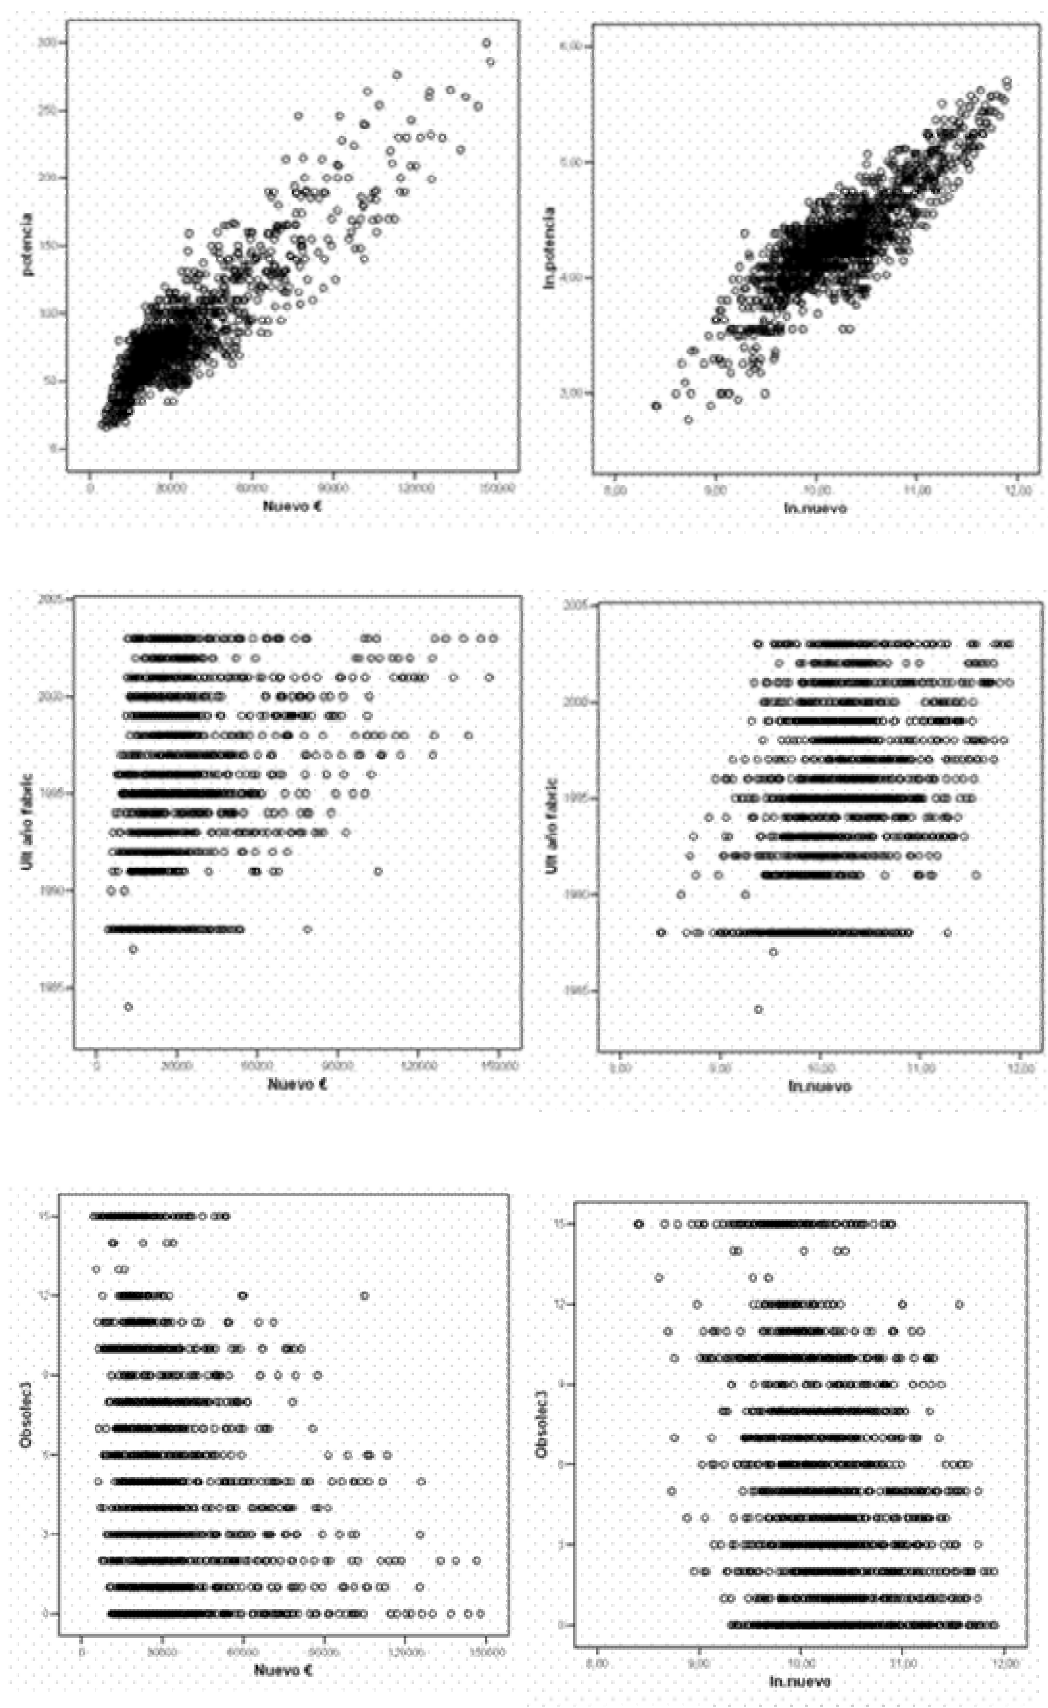 300
250
200
150
100
50
0
potencia
0 30000 60000 90000 120000 150000
Nuevo €
6,00
5,00
4,00
3,00
ln.potencia
8,00 9,00 10,00 11,00 12,00
ln.nuevo
2005
2000
1995
1990
1985
Ult año fabric
0 30000 60000 90000 120000 150000
Nuevo €
2005
2000
1995
1990
1985
Ult año fabric
8,00 9,00 10,00 11,00 12,00
ln.nuevo
15
12
9
6
3
0
Obsolec3
0 30000 60000 90000 120000 150000
Nuevo €
15
12
9
6
3
0
Obsolec3
8,00 9,00 10,00 11,00 12,00
ln.nuevo